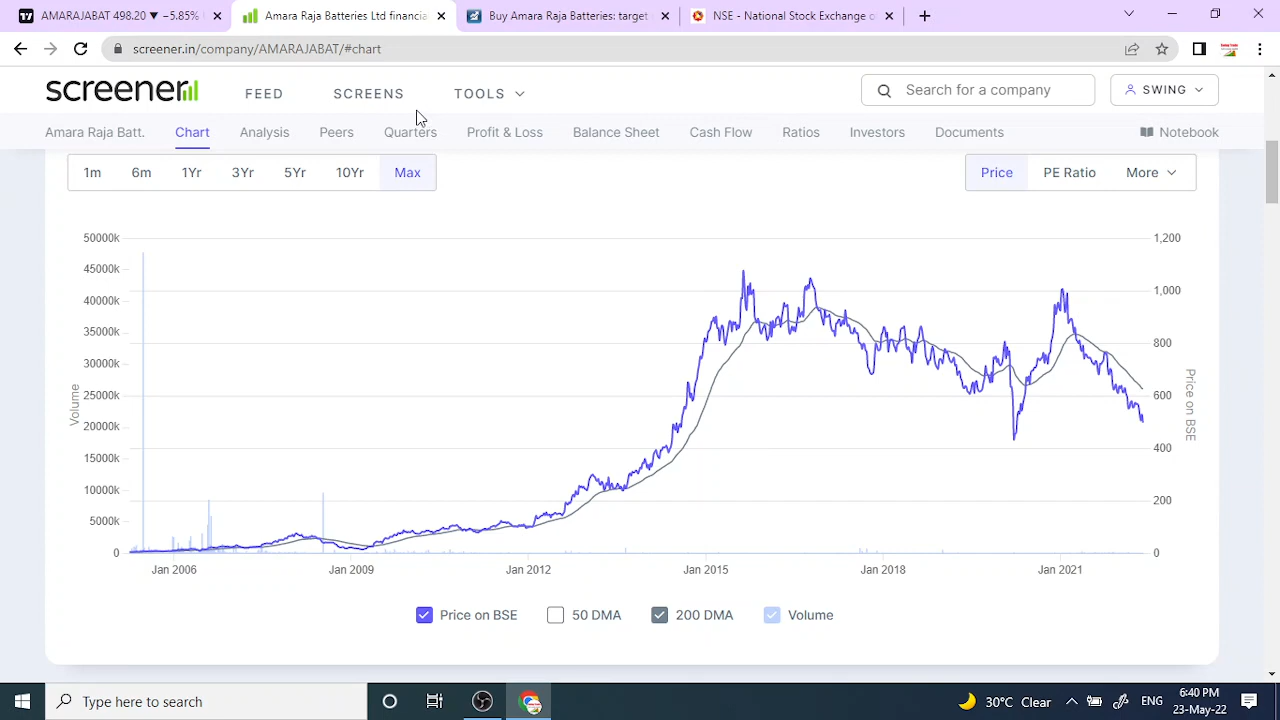 AMARAJABAT 498.20 ▼ −5.85%
Amara Raja Batteries Ltd financi
Buy Amara Raja Batteries; target
NSE - National Stock Exchange o
screener.in/company/AMARAJABAT/#chart
screener
FEED
SCREENS
TOOLS
Search for a company
SWING
Amara Raja Batt.
Chart
Analysis
Peers
Quarters
Profit & Loss
Balance Sheet
Cash Flow
Ratios
Investors
Documents
Notebook
1m
6m
1Yr
3Yr
5Yr
10Yr
Max
Price
PE Ratio
More
50000k
45000k
40000k
35000k
30000k
25000k
20000k
15000k
10000k
5000k
0
Volume
1,200
1,000
800
600
400
200
0
Price on BSE
Jan 2006
Jan 2009
Jan 2012
Jan 2015
Jan 2018
Jan 2021
Price on BSE
50 DMA
200 DMA
Volume
Type here to search
30°C Clear
ENG
6:40 PM
23-May-22